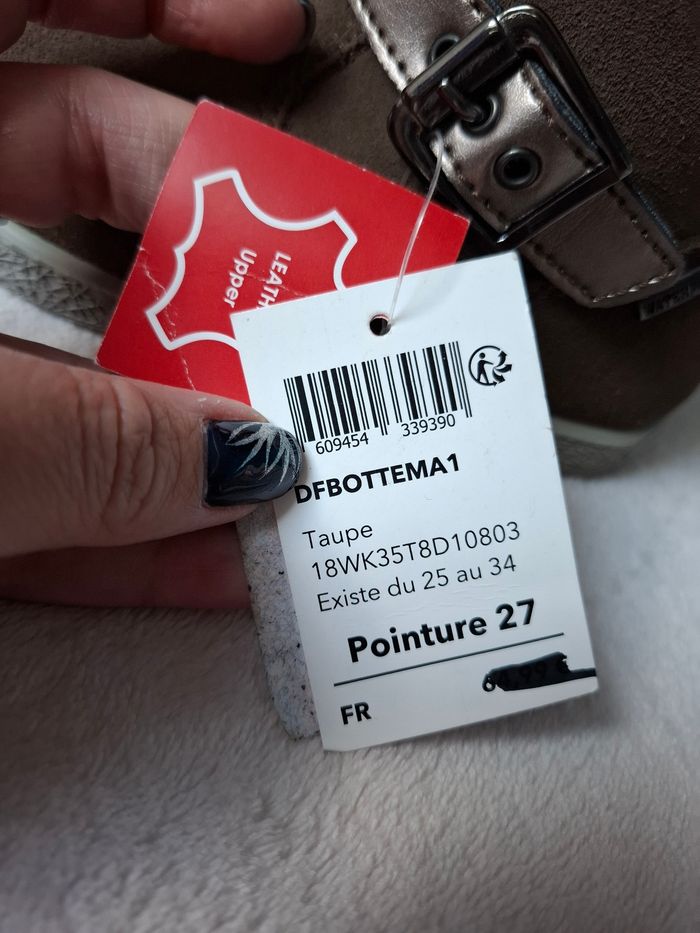 LEATH
Upper
609454 339390
DFBOTTEMA1
Taupe
18WK35T8D10803
Existe du 25 au 34
Pointure 27
FR